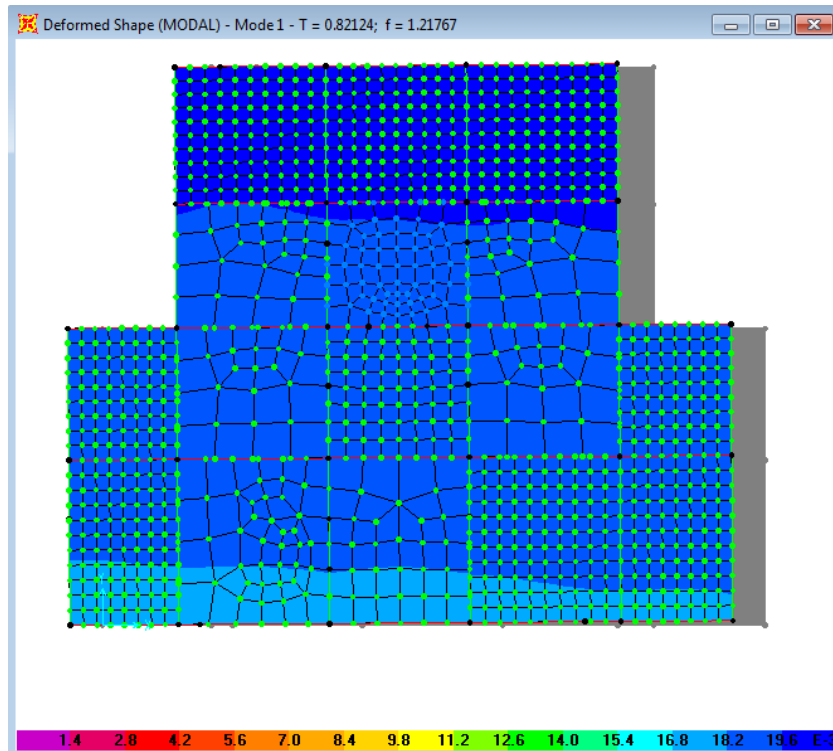 Deformed Shape (MODAL) - Mode 1 - T = 0.82124; f = 1.21767
1.4 2.8 4.2 5.6 7.0 8.4 9.8 11.2 12.6 14.0 15.4 16.8 18.2 19.6